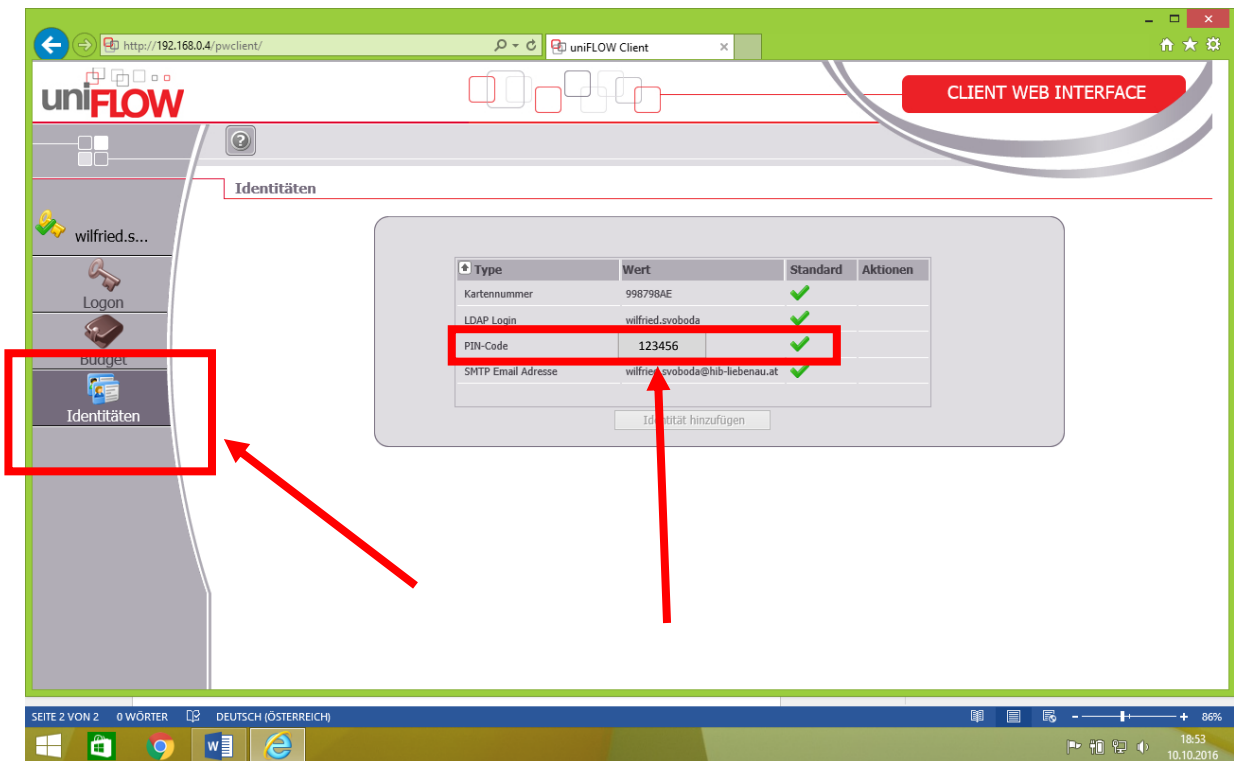 http://192.168.0.4/pwclient/
uniFLOW Client
uniFLOW
CLIENT WEB INTERFACE
Identitäten
wilfried.s...
Logon
Budget
Identitäten
Type Wert Standard Aktionen
Kartennummer 998798AE
LDAP Login wilfried.svoboda
PIN-Code 123456
SMTP Email Adresse wilfried.svoboda@hib-liebenau.at
Identität hinzufügen
SEITE 2 VON 2 0 WÖRTER DEUTSCH (ÖSTERREICH) 86%
18:53
10.10.2016